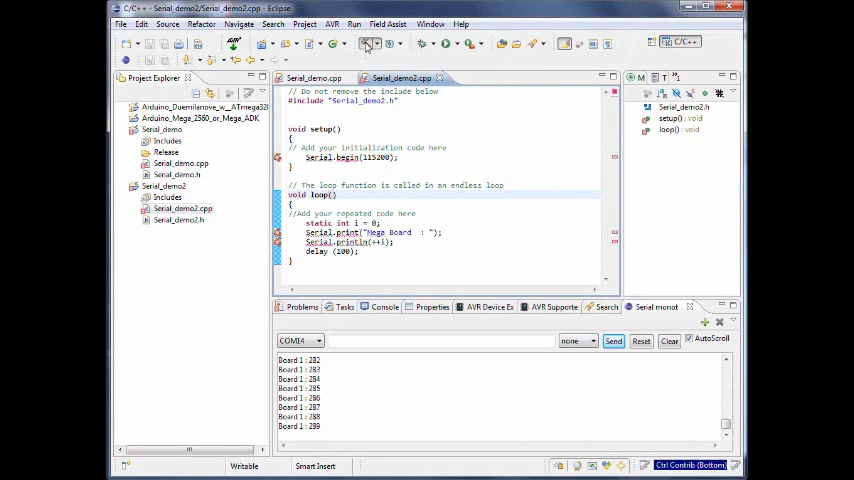 C/C++ - Serial_demo2/Serial_demo2.cpp - Eclipse
File Edit Source Refactor Navigate Search Project AVR Run Field Assist Window Help
C/C++
Project Explorer
Arduino_Duemilanove_w__ATmega32
Arduino_Mega_2560_or_Mega_ADK
Serial_demo
Includes
Release
Serial_demo.cpp
Serial_demo.h
Serial_demo2
Includes
Serial_demo2.cpp
Serial_demo2.h
Serial_demo.cpp Serial_demo2.cpp
// Do not remove the include below
#include "Serial_demo2.h"
void setup()
{
// Add your initialization code here
Serial.begin(115200);
}
// The loop function is called in an endless loop
void loop()
{
//Add your repeated code here
static int i = 0;
Serial.print("Mega Board  : ");
Serial.println(++i);
delay (100);
}
M T
Serial_demo2.h
setup() : void
loop() : void
Problems Tasks Console Properties AVR Device Ex AVR Supporte Search Serial monot
COM14 none Send Reset Clear AutoScroll
Board 1 : 282
Board 1 : 283
Board 1 : 284
Board 1 : 285
Board 1 : 286
Board 1 : 287
Board 1 : 288
Board 1 : 289
Writable Smart Insert Ctrl Contrib (Bottom)